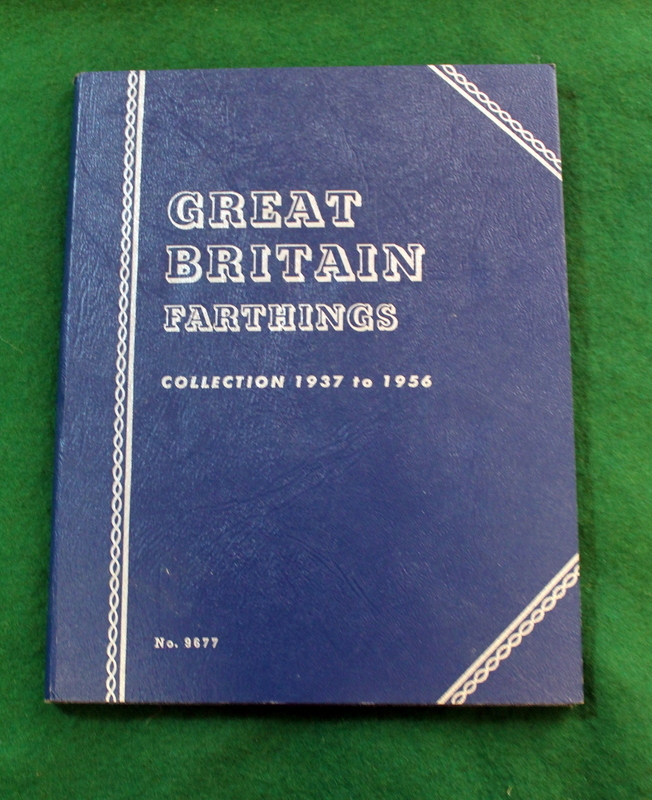 GREAT
BRITAIN
FARTHINGS
COLLECTION 1937 to 1956
No. 9677